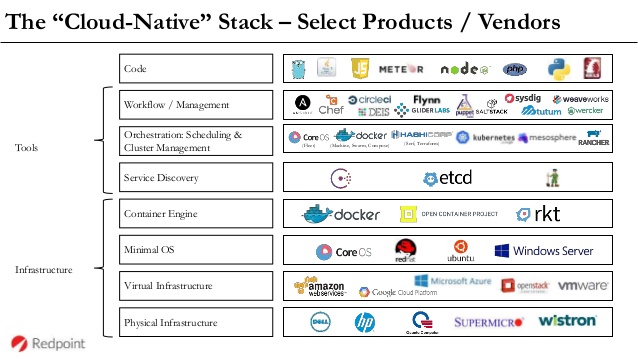 The “Cloud-Native” Stack – Select Products / Vendors
Code
JS METEOR node php
Workflow / Management
ANSIBLE Chef circleci DEIS Flynn GLIDER LABS puppet SALTSTACK sysdig tutum weaveworks wercker
Tools
Orchestration: Scheduling &
Cluster Management
CoreOS docker HASHICORP kubernetes mesosphere RANCHER
(Fleet) (Machine, Swarm, Compose) (Serf, Terraform)
Service Discovery
etcd
Container Engine
docker OPEN CONTAINER PROJECT rkt
Minimal OS
CoreOS redhat ubuntu Windows Server
Infrastructure
Virtual Infrastructure
amazon
webservices
Google Cloud Platform
Microsoft Azure
openstack
vmware
Physical Infrastructure
DELL hp Quanta Computer SUPERMICRO wistron
Redpoint